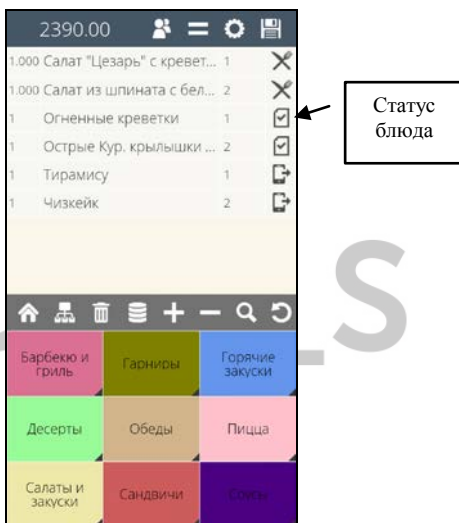 2390.00
1.000 Салат "Цезарь" с кревет... 1
1.000 Салат из шпината с бел... 2
1 Огненные креветки 1
1 Острые Кур. крылышки ... 2
1 Тирамису 1
1 Чизкейк 2
Статус
блюда
Барбекю и
гриль
Гарниры
Горячие
закуски
Десерты
Обеды
Пицца
Салаты и
закуски
Сандвичи
Соусы
S